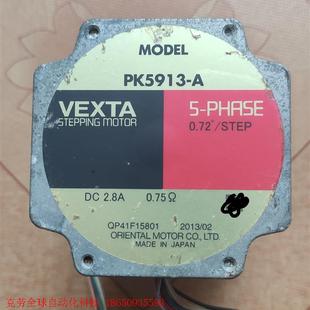 MODEL
PK5913-A
VEXTA
STEPPING MOTOR
5-PHASE
0.72°/STEP
DC 2.8A 0.75Ω
QP41F15801 2013/02
ORIENTAL MOTOR CO.,LTD.
MADE IN JAPAN